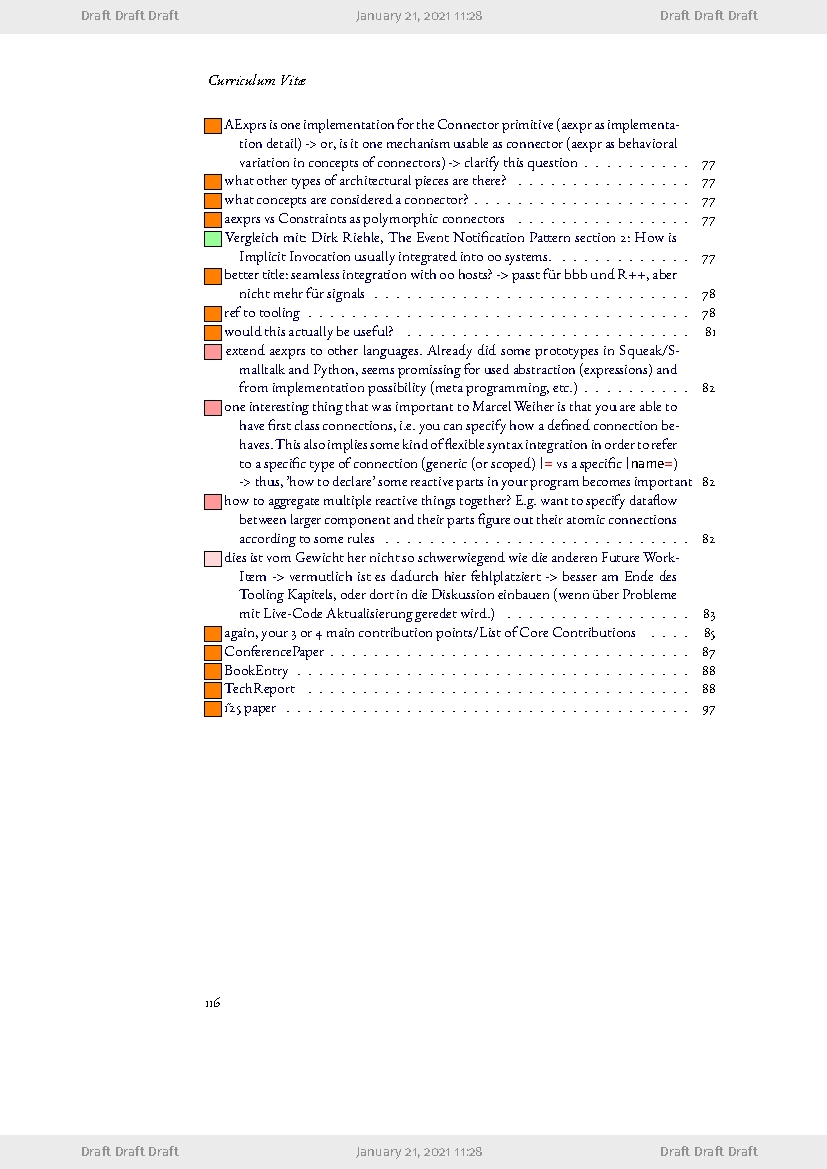 Draft Draft Draft January 21, 2021 11:28 Draft Draft Draft
Curriculum Vitæ
AExprs is one implementation for the Connector primitive (aexpr as implementa-
tion detail) -> or, is it one mechanism usable as connector (aexpr as behavioral
variation in concepts of connectors) -> clarify this question . . . . . . . . . . 77
what other types of architectural pieces are there? . . . . . . . . . . . . . . . . 77
what concepts are considered a connector? . . . . . . . . . . . . . . . . . . . . 77
aexprs vs Constraints as polymorphic connectors . . . . . . . . . . . . . . . . 77
Vergleich mit: Dirk Riehle, The Event Notification Pattern section 2: How is
Implicit Invocation usually integrated into oo systems. . . . . . . . . . . . . 77
better title: seamless integration with oo hosts? -> passt für bbb und R++, aber
nicht mehr für signals . . . . . . . . . . . . . . . . . . . . . . . . . . . . . 78
ref to tooling . . . . . . . . . . . . . . . . . . . . . . . . . . . . . . . . . . . 78
would this actually be useful? . . . . . . . . . . . . . . . . . . . . . . . . . . 81
extend aexprs to other languages. Already did some prototypes in Squeak/S-
malltalk and Python, seems promissing for used abstraction (expressions) and
from implementation possibility (meta programming, etc.) . . . . . . . . . . 82
one interesting thing that was important to Marcel Weiher is that you are able to
have first class connections, i.e. you can specify how a defined connection be-
haves. This also implies some kind of flexible syntax integration in order to refer
to a specific type of connection (generic (or scoped) |= vs a specific |name=)
-> thus, ’how to declare’ some reactive parts in your program becomes important 82
how to aggregate multiple reactive things together? E.g. want to specify dataflow
between larger component and their parts figure out their atomic connections
according to some rules . . . . . . . . . . . . . . . . . . . . . . . . . . . . 82
dies ist vom Gewicht her nicht so schwerwiegend wie die anderen Future Work-
Item -> vermutlich ist es dadurch hier fehlplatziert -> besser am Ende des
Tooling Kapitels, oder dort in die Diskussion einbauen (wenn über Probleme
mit Live-Code Aktualisierung geredet wird.) . . . . . . . . . . . . . . . . . 83
again, your 3 or 4 main contribution points/List of Core Contributions . . . . 85
ConferencePaper . . . . . . . . . . . . . . . . . . . . . . . . . . . . . . . . . 87
BookEntry . . . . . . . . . . . . . . . . . . . . . . . . . . . . . . . . . . . . 88
TechReport . . . . . . . . . . . . . . . . . . . . . . . . . . . . . . . . . . . 88
i̋25 paper . . . . . . . . . . . . . . . . . . . . . . . . . . . . . . . . . . . . . 97
116
Draft Draft Draft January 21, 2021 11:28 Draft Draft Draft